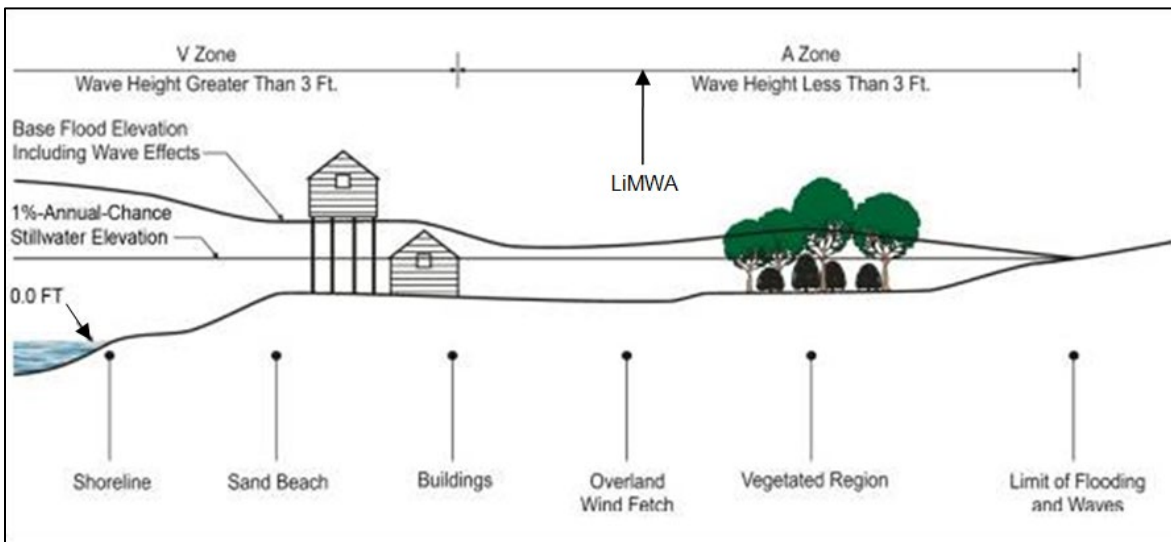 V Zone
Wave Height Greater Than 3 Ft.
A Zone
Wave Height Less Than 3 Ft.
Base Flood Elevation
Including Wave Effects
LiMWA
1%-Annual-Chance
Stillwater Elevation
0.0 FT
Shoreline
Sand Beach
Buildings
Overland
Wind Fetch
Vegetated Region
Limit of Flooding
and Waves